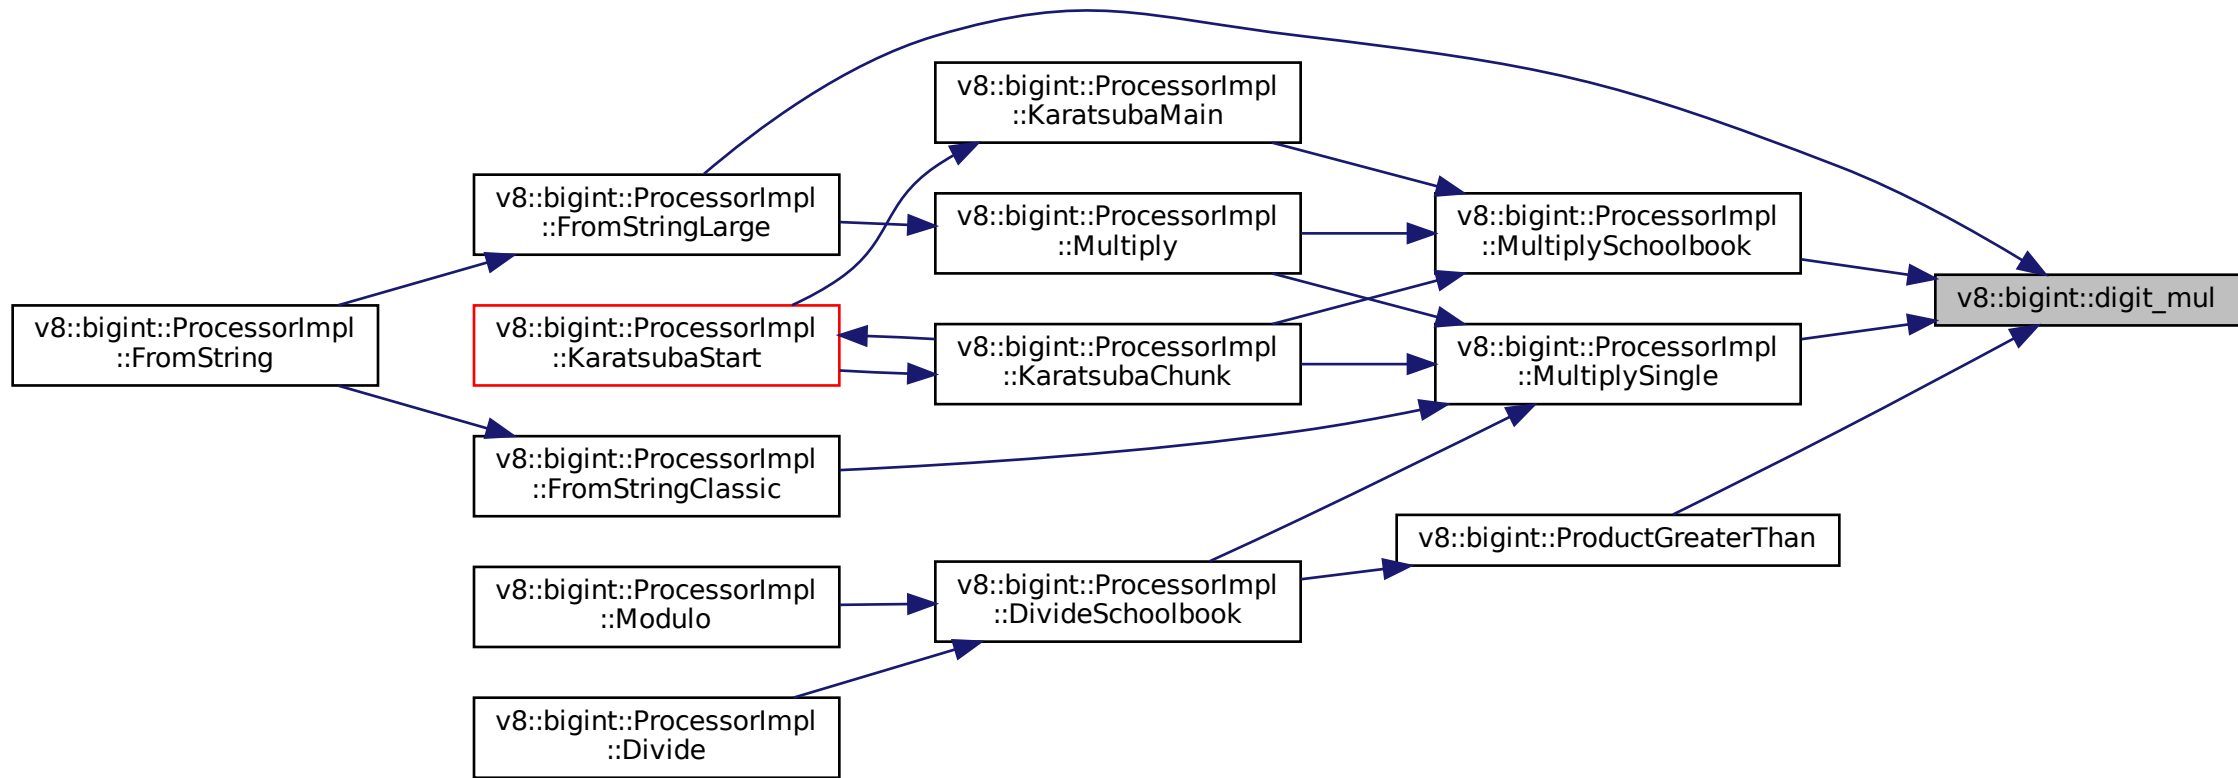 v8::bigint::ProcessorImpl
::KaratsubaMain
v8::bigint::ProcessorImpl
::FromStringLarge
v8::bigint::ProcessorImpl
::Multiply
v8::bigint::ProcessorImpl
::MultiplySchoolbook
v8::bigint::digit_mul
v8::bigint::ProcessorImpl
::FromString
v8::bigint::ProcessorImpl
::KaratsubaStart
v8::bigint::ProcessorImpl
::KaratsubaChunk
v8::bigint::ProcessorImpl
::MultiplySingle
v8::bigint::ProcessorImpl
::FromStringClassic
v8::bigint::ProductGreaterThan
v8::bigint::ProcessorImpl
::Modulo
v8::bigint::ProcessorImpl
::DivideSchoolbook
v8::bigint::ProcessorImpl
::Divide